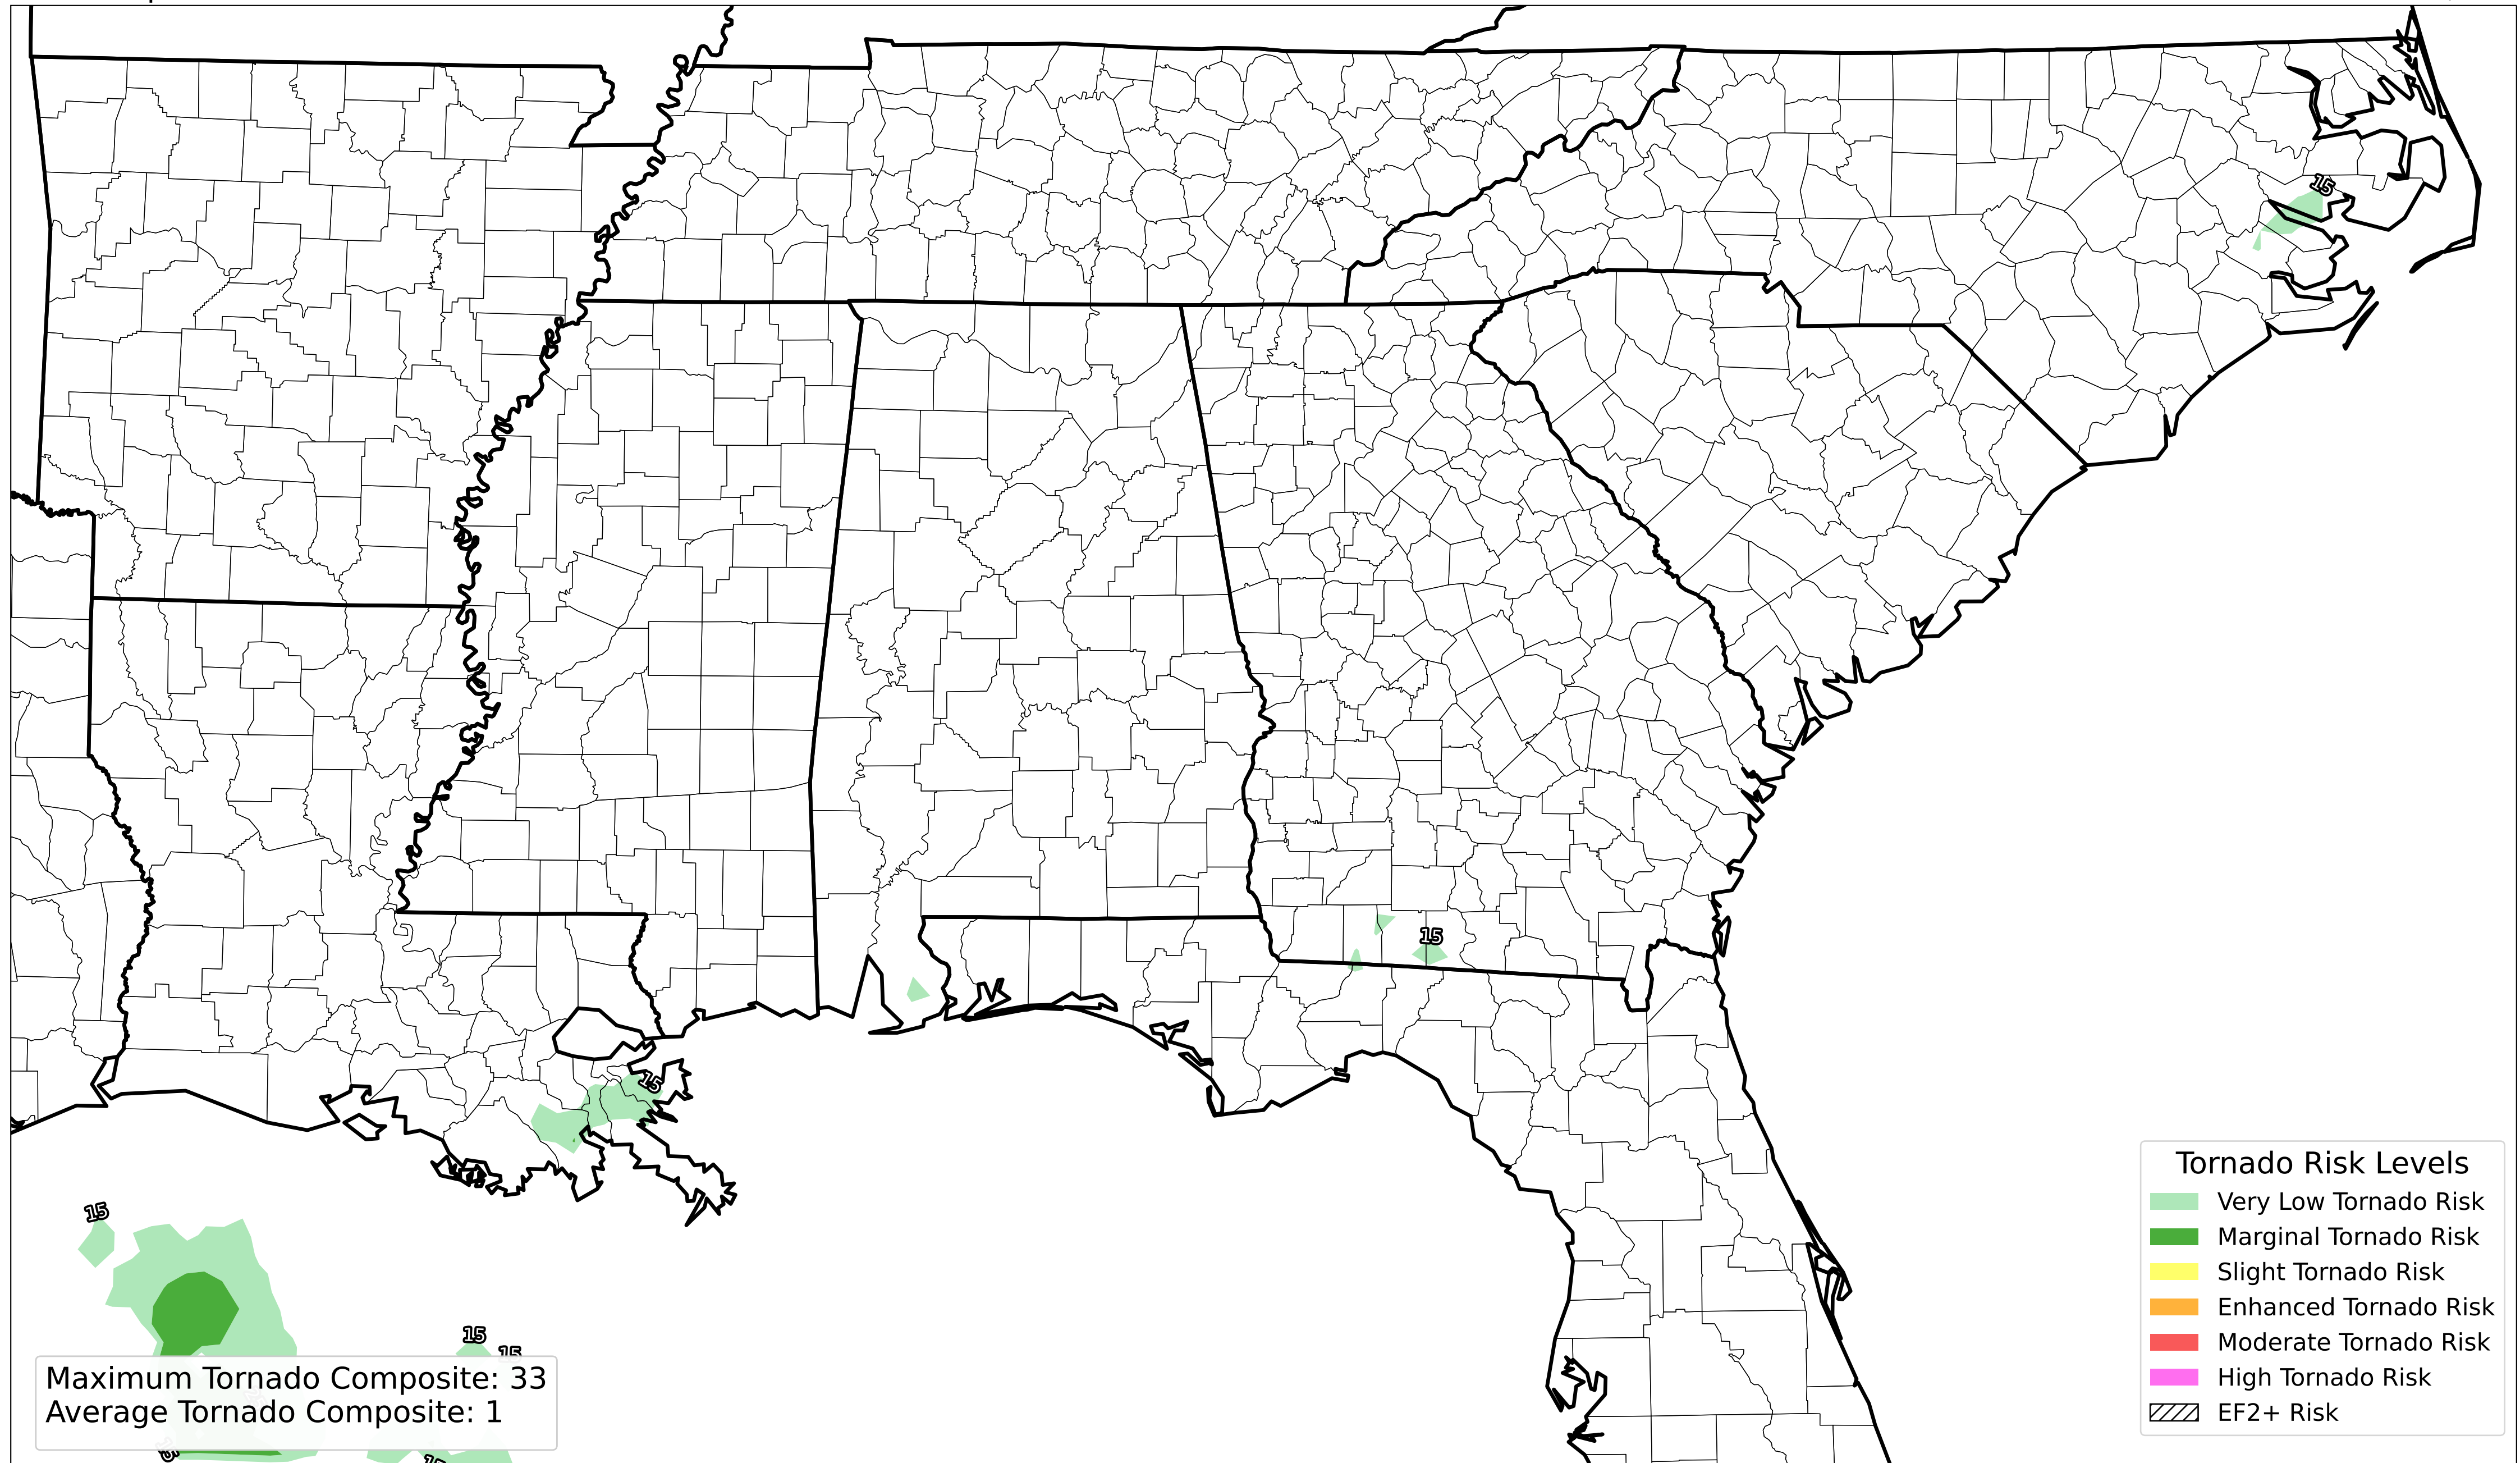 15
15
15
15
15
15
Maximum Tornado Composite: 33
Average Tornado Composite: 1
Tornado Risk Levels
Very Low Tornado Risk
Marginal Tornado Risk
Slight Tornado Risk
Enhanced Tornado Risk
Moderate Tornado Risk
High Tornado Risk
EF2+ Risk